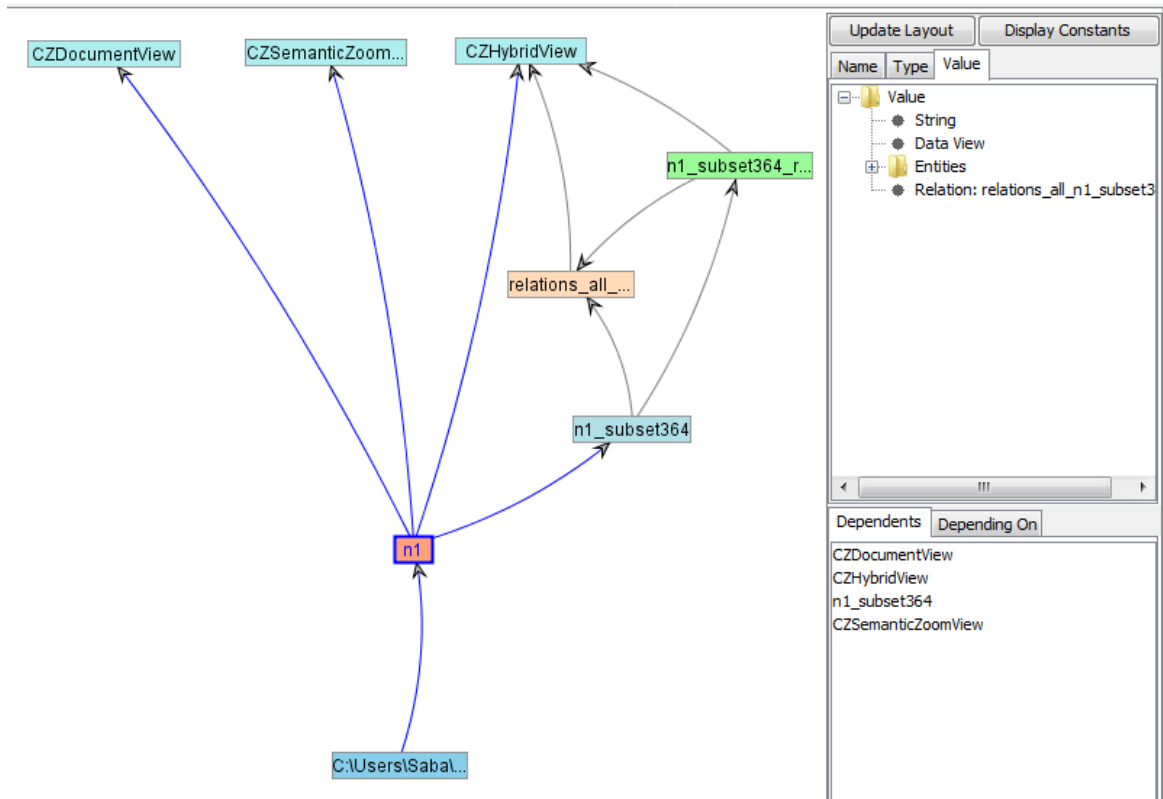 CZDocumentView
CZSemanticZoom...
CZHybridView
n1_subset364_r...
relations_all_...
n1_subset364
n1
C:\Users\Saba\...
Update Layout
Display Constants
Name
Type
Value
Value
String
Data View
Entities
Relation: relations_all_n1_subset3
Dependents
Depending On
CZDocumentView
CZHybridView
n1_subset364
CZSemanticZoomView